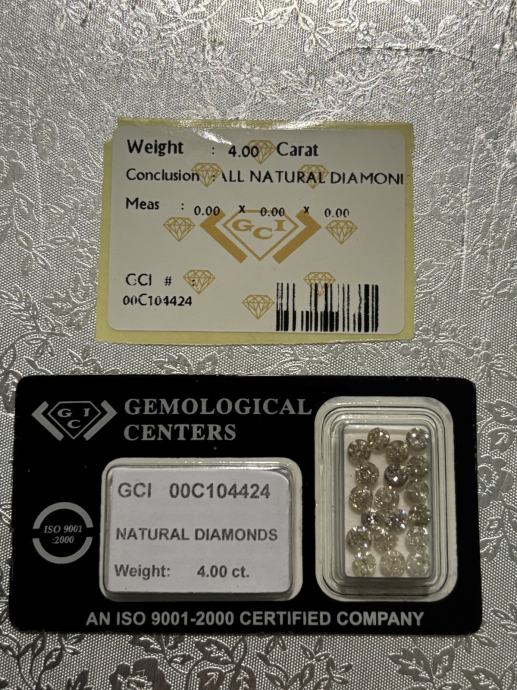 Weight : 4.00 Carat
Conclusion : ALL NATURAL DIAMONI
Meas : 0.00 x 0.00 x 0.00
GCI
GCI # :
00C104424
GCI
GEMOLOGICAL
CENTERS
GCI 00C104424
NATURAL DIAMONDS
Weight: 4.00 ct.
ISO 9001
:2000
AN ISO 9001-2000 CERTIFIED COMPANY